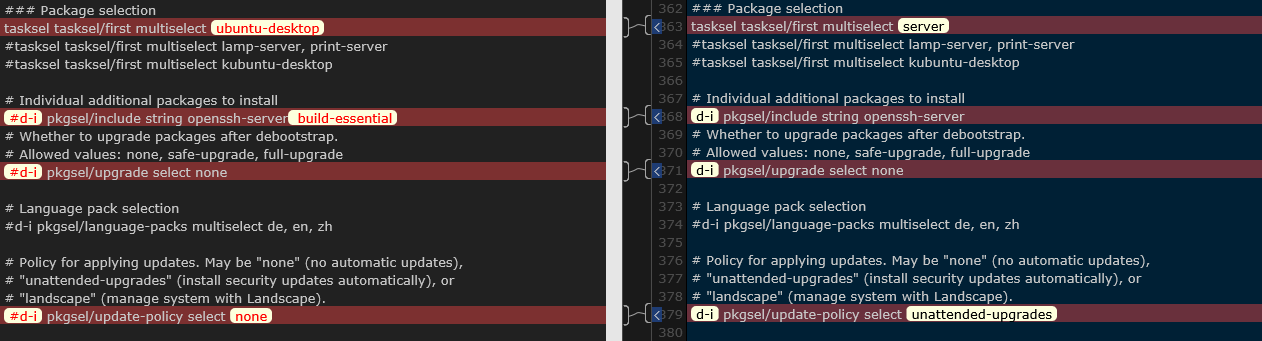 ### Package selection
tasksel tasksel/first multiselect ubuntu-desktop
#tasksel tasksel/first multiselect lamp-server, print-server
#tasksel tasksel/first multiselect kubuntu-desktop
# Individual additional packages to install
#d-i pkgsel/include string openssh-server build-essential
# Whether to upgrade packages after debootstrap.
# Allowed values: none, safe-upgrade, full-upgrade
#d-i pkgsel/upgrade select none
# Language pack selection
#d-i pkgsel/language-packs multiselect de, en, zh
# Policy for applying updates. May be "none" (no automatic updates),
# "unattended-upgrades" (install security updates automatically), or
# "landscape" (manage system with Landscape).
#d-i pkgsel/update-policy select none
362 ### Package selection
363 tasksel tasksel/first multiselect server
364 #tasksel tasksel/first multiselect lamp-server, print-server
365 #tasksel tasksel/first multiselect kubuntu-desktop
366
367 # Individual additional packages to install
368 d-i pkgsel/include string openssh-server
369 # Whether to upgrade packages after debootstrap.
370 # Allowed values: none, safe-upgrade, full-upgrade
371 d-i pkgsel/upgrade select none
372
373 # Language pack selection
374 #d-i pkgsel/language-packs multiselect de, en, zh
375
376 # Policy for applying updates. May be "none" (no automatic updates),
377 # "unattended-upgrades" (install security updates automatically), or
378 # "landscape" (manage system with Landscape).
379 d-i pkgsel/update-policy select unattended-upgrades
380